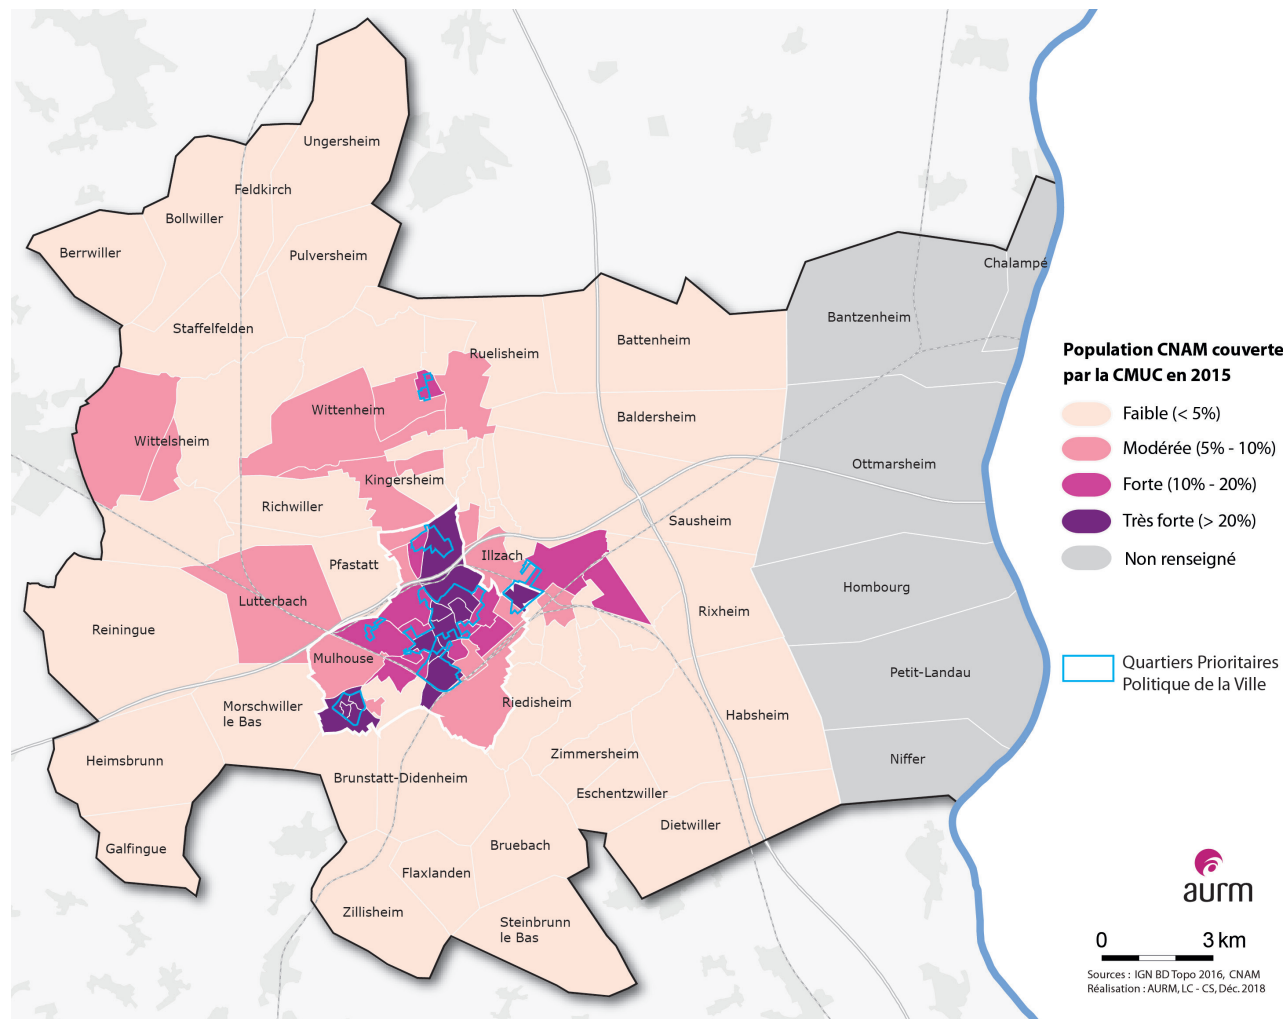 Ungersheim
Feldkirch
Bollwiller
Berrwiller
Pulversheim
Chalampé
Bantzenheim
Staffelfelden
Battenheim
Ruelisheim
Wittenheim
Baldersheim
Wittelsheim
Ottmarsheim
Kingersheim
Richwiller
Sausheim
Illzach
Pfastatt
Hombourg
Lutterbach
Rixheim
Reiningue
Mulhouse
Petit-Landau
Riedisheim
Morschwiller
le Bas
Habsheim
Heimsbrunn
Zimmersheim
Niffer
Brunstatt-Didenheim
Eschentzwiller
Dietwiller
Galfingue
Bruebach
Flaxlanden
Zillisheim
Steinbrunn
le Bas
Population CNAM couverte
par la CMUC en 2015
Faible (< 5%)
Modérée (5% - 10%)
Forte (10% - 20%)
Très forte (> 20%)
Non renseigné
Quartiers Prioritaires
Politique de la Ville
aurm
0 3 km
Sources : IGN BD Topo 2016, CNAM
Réalisation : AURM, LC - CS, Déc. 2018